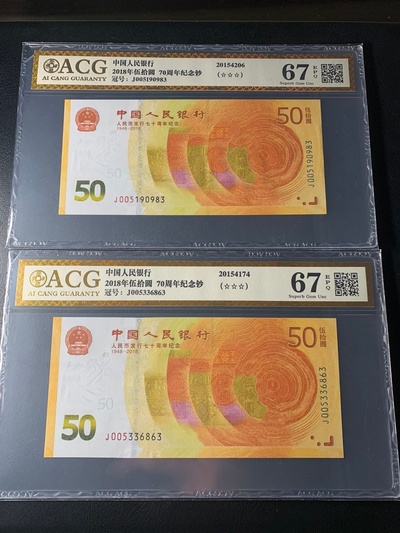 ACG
AI CANG GUARANTY
中国人民银行
2018年伍拾圆 70周年纪念钞
冠号: J005190983
20154206
(☆☆☆)
67 EPQ
Superb Gem Unc
中国人民银行
人民币发行七十周年纪念
1948-2018
50 伍拾圆
50
50
J005190983
J005190983
ACG
AI CANG GUARANTY
中国人民银行
2018年伍拾圆 70周年纪念钞
冠号: J005336863
20154174
(☆☆☆)
67 EPQ
Superb Gem Unc
中国人民银行
人民币发行七十周年纪念
1948-2018
50 伍拾圆
50
50
J005336863
J005336863